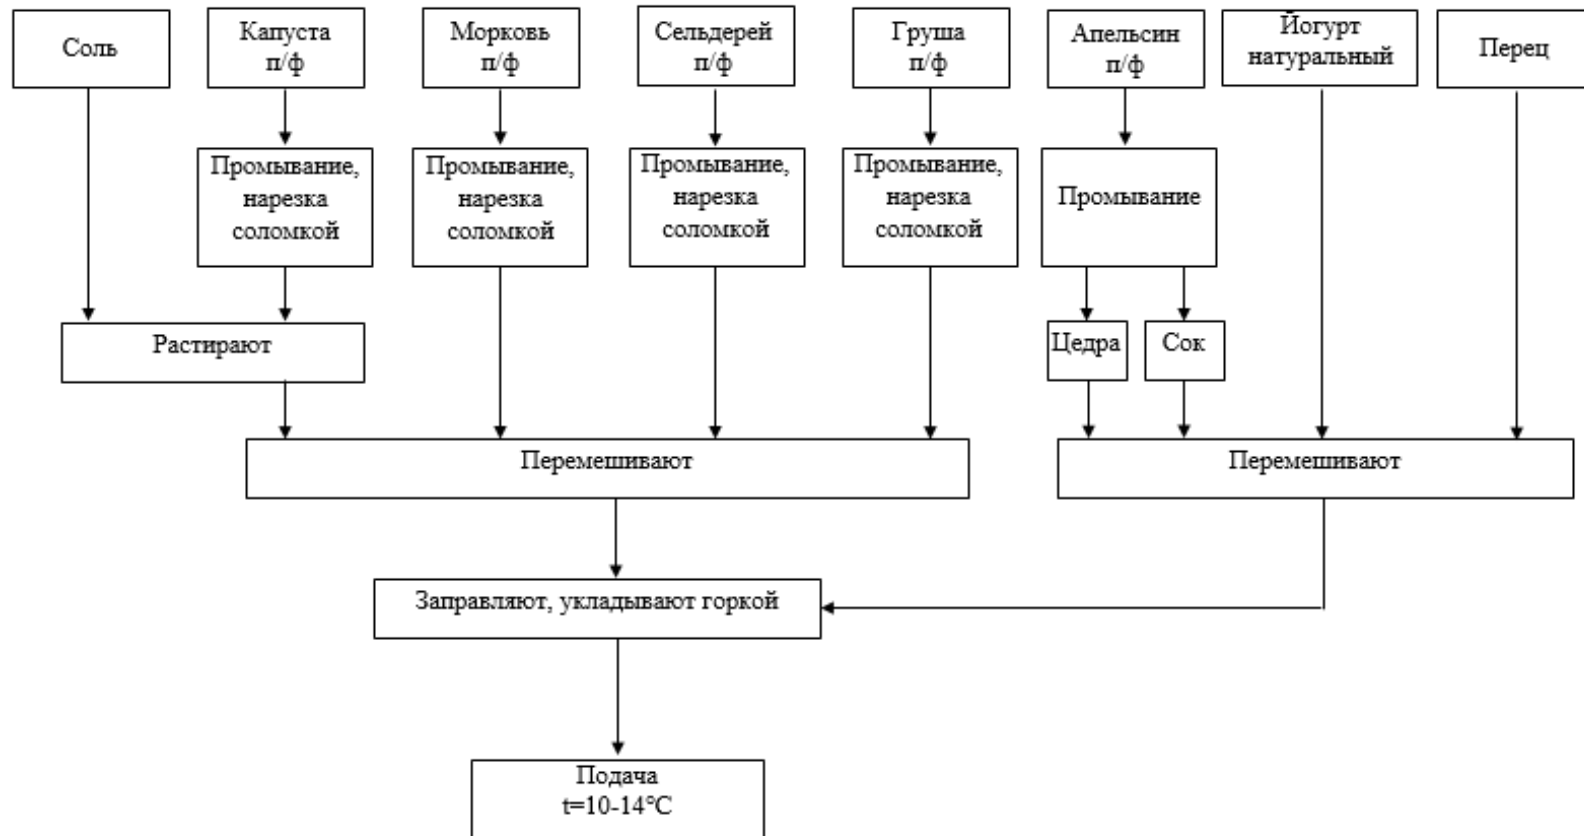 Соль
Капуста
п/ф
Морковь
п/ф
Сельдерей
п/ф
Груша
п/ф
Апельсин
п/ф
Йогурт
натуральный
Перец
Промывание,
нарезка
соломкой
Промывание,
нарезка
соломкой
Промывание,
нарезка
соломкой
Промывание,
нарезка
соломкой
Промывание
Растирают
Цедра
Сок
Перемешивают
Перемешивают
Заправляют, укладывают горкой
Подача
t=10-14°С